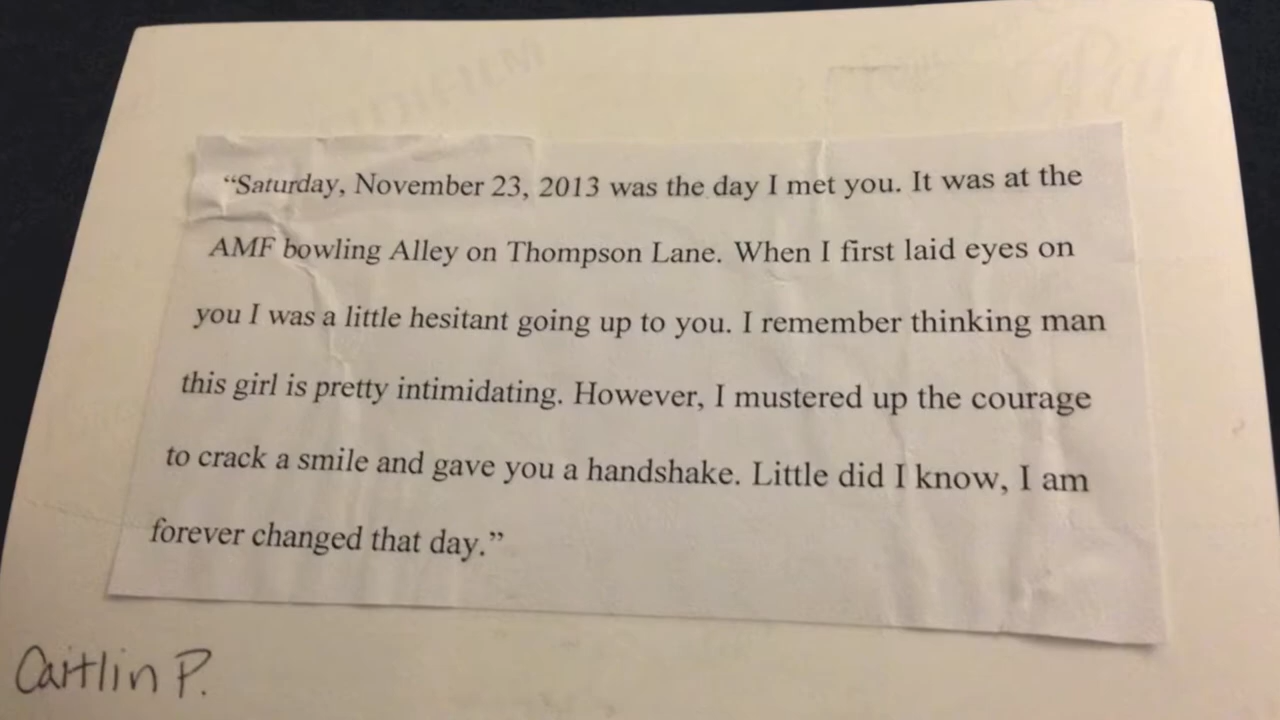 “Saturday, November 23, 2013 was the day I met you. It was at the
AMF bowling Alley on Thompson Lane. When I first laid eyes on
you I was a little hesitant going up to you. I remember thinking man
this girl is pretty intimidating. However, I mustered up the courage
to crack a smile and gave you a handshake. Little did I know, I am
forever changed that day.”
Caitlin P.